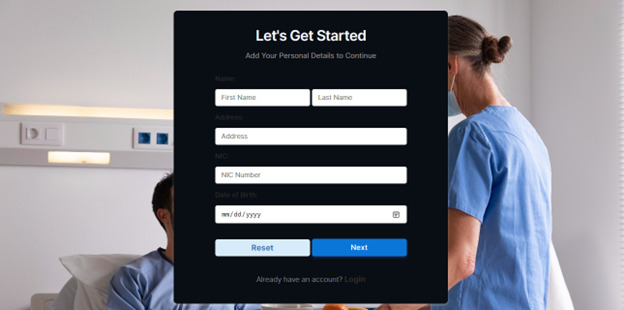 Let's Get Started
Add Your Personal Details to Continue
Name:
First Name Last Name
Address:
Address
NIC:
NIC Number
Date of Birth:
mm/dd/yyyy
Reset Next
Already have an account? Login